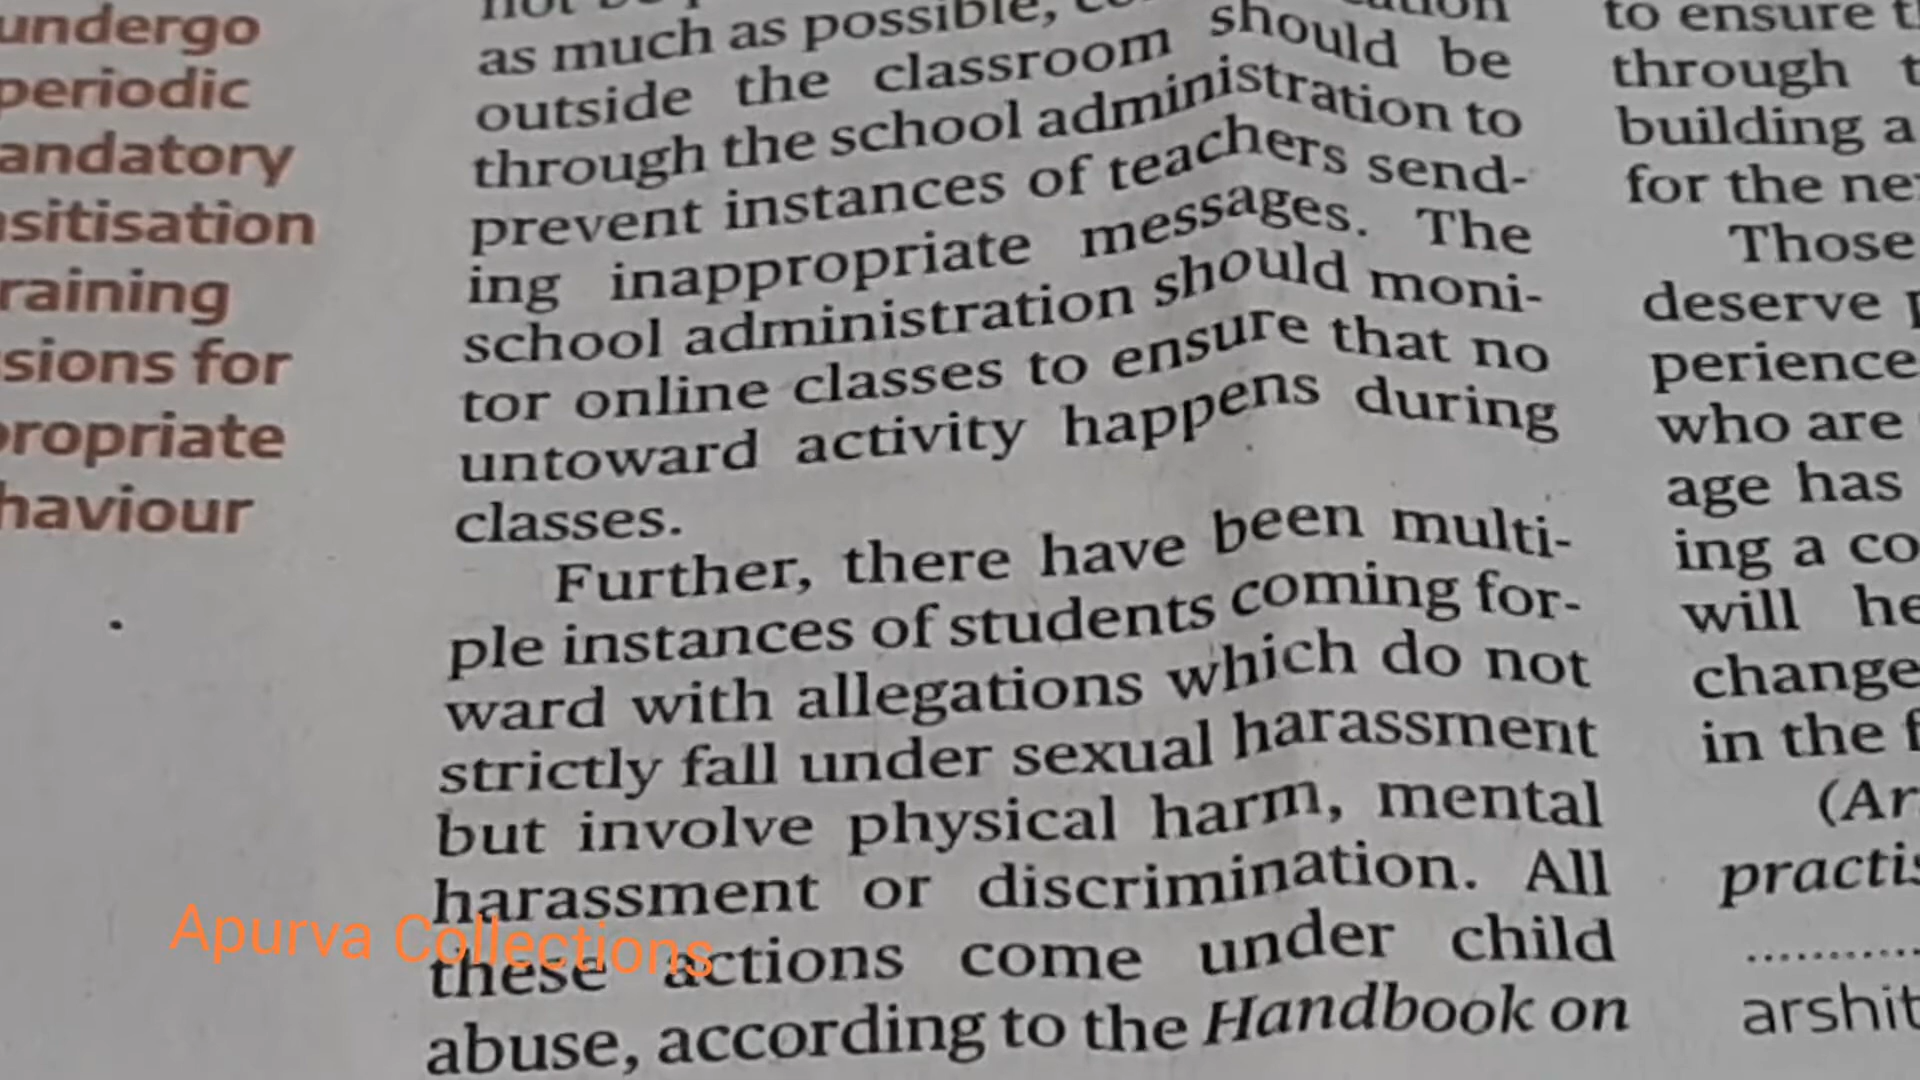 undergo
periodic
andatory
sitisation
raining
sions for
propriate
haviour
as much as possible,
outside the classroom should be
through the school administration to
prevent instances of teachers send-
ing inappropriate messages. The
school administration should moni-
tor online classes to ensure that no
untoward activity happens during
classes.
Further, there have been multi-
ple instances of students coming for-
ward with allegations which do not
strictly fall under sexual harassment
but involve physical harm, mental
harassment or discrimination. All
these actions come under child
abuse, according to the Handbook on
to ensure
through
building a
for the
Those
deserve
perience
who are
age has
ing a co
will he
change
in the f
(Ar
practis
arshit
Apurva Collections